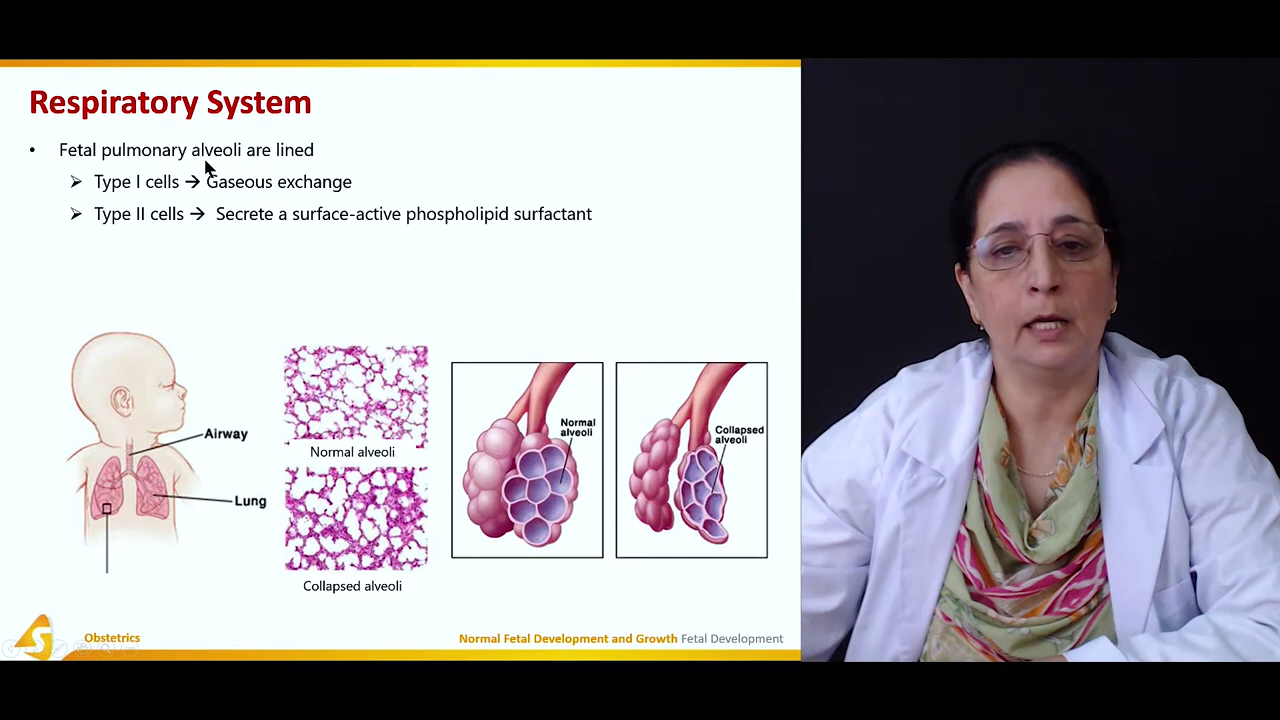 Respiratory System
• Fetal pulmonary alveoli are lined
➢ Type I cells → Gaseous exchange
➢ Type II cells → Secrete a surface-active phospholipid surfactant
Airway
Lung
Normal alveoli
Collapsed alveoli
Normal
alveoli
Collapsed
alveoli
S
Obstetrics
Normal Fetal Development and Growth Fetal Development